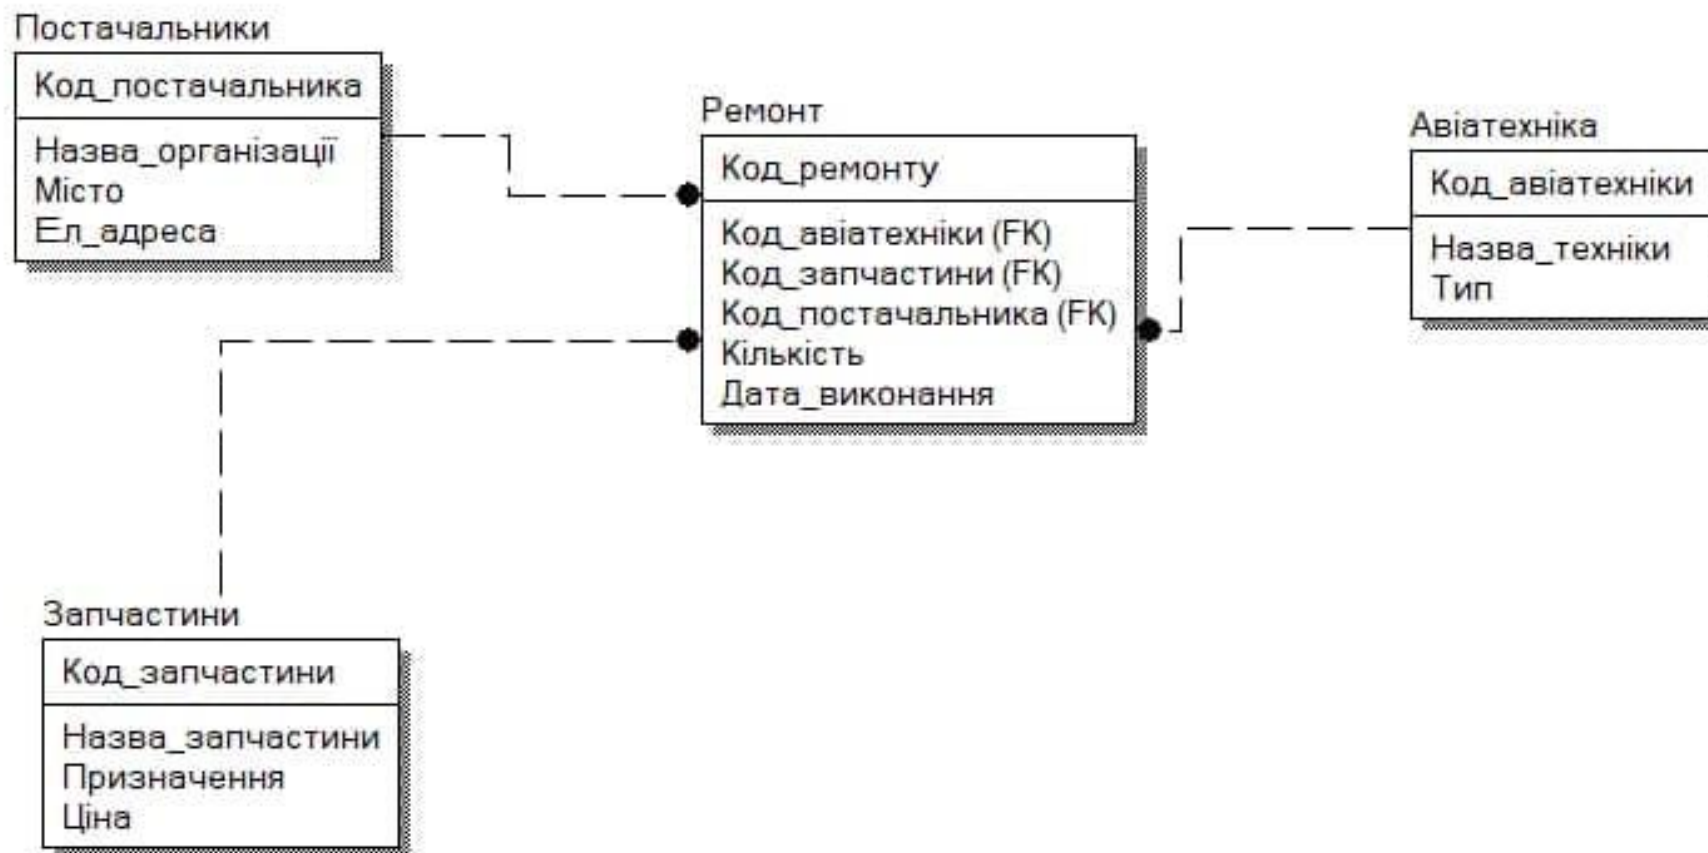 Постачальники
Код_постачальника
Назва_організації
Місто
Ел_адреса
Ремонт
Код_ремонту
Код_авіатехніки (FK)
Код_запчастини (FK)
Код_постачальника (FK)
Кількість
Дата_виконання
Авіатехніка
Код_авіатехніки
Назва_техніки
Тип
Запчастини
Код_запчастини
Назва_запчастини
Призначення
Ціна